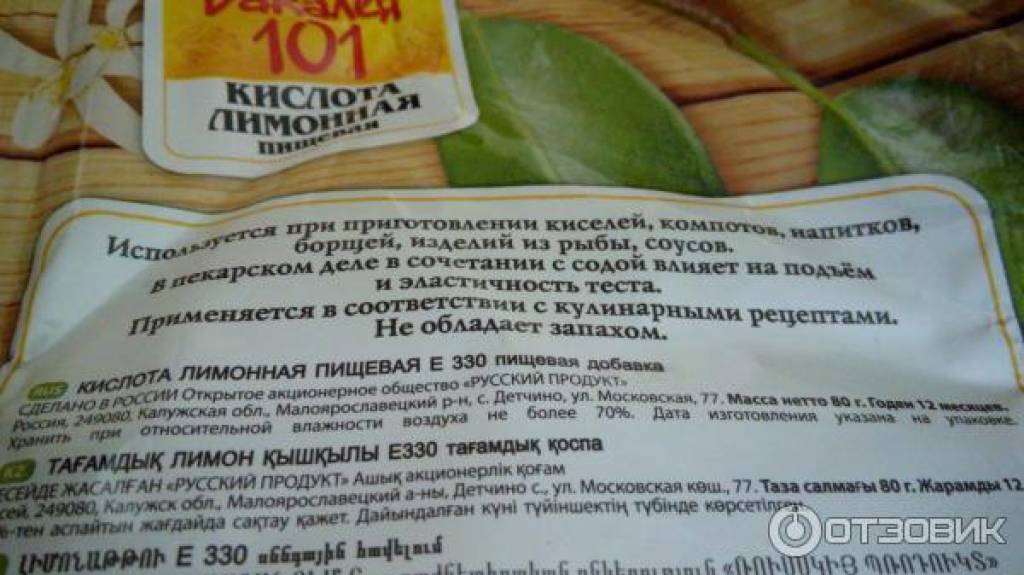 Бакалея
101
КИСЛОТА
ЛИМОННАЯ
пищевая
Используется при приготовлении киселей, компотов, напитков,
борщей, изделий из рыбы, соусов.
В пекарском деле в сочетании с содой влияет на подъём
и эластичность теста.
Применяется в соответствии с кулинарными рецептами.
Не обладает запахом.
RUS КИСЛОТА ЛИМОННАЯ ПИЩЕВАЯ Е 330 пищевая добавка
СДЕЛАНО В РОССИИ Открытое акционерное общество «РУССКИЙ ПРОДУКТ»
Россия, 249080, Калужская обл., Малоярославецкий р-н, с. Детчино, ул. Московская, 77. Масса нетто 80 г. Годен 12 месяцев.
Хранить при относительной влажности воздуха не более 70%. Дата изготовления указана на упаковке.
KZ ТАҒАМДЫҚ ЛИМОН ҚЫШҚЫЛЫ Е330 тағамдық қоспа
ЕСЕЙДЕ ЖАСАЛҒАН «РУССКИЙ ПРОДУКТ» Ашық акционерлік қоғам
сей, 249080, Калужск обл., Малоярославецкий а-ны, Детчино с., ул. Московская көш., 77. Таза салмағы 80 г. Жарамды 12
%-тен аспайтын жағдайда сақтау қажет. Дайындалған күні түйіншектің түбінде көрсетілген.
ԼԻՄՈՆԱԹԹՈՒ E 330 սննդային հավելում
«ՌՈՒՍԿԻՅ ՊՐՈԴՈՒԿՏ»
ОТЗОВИК